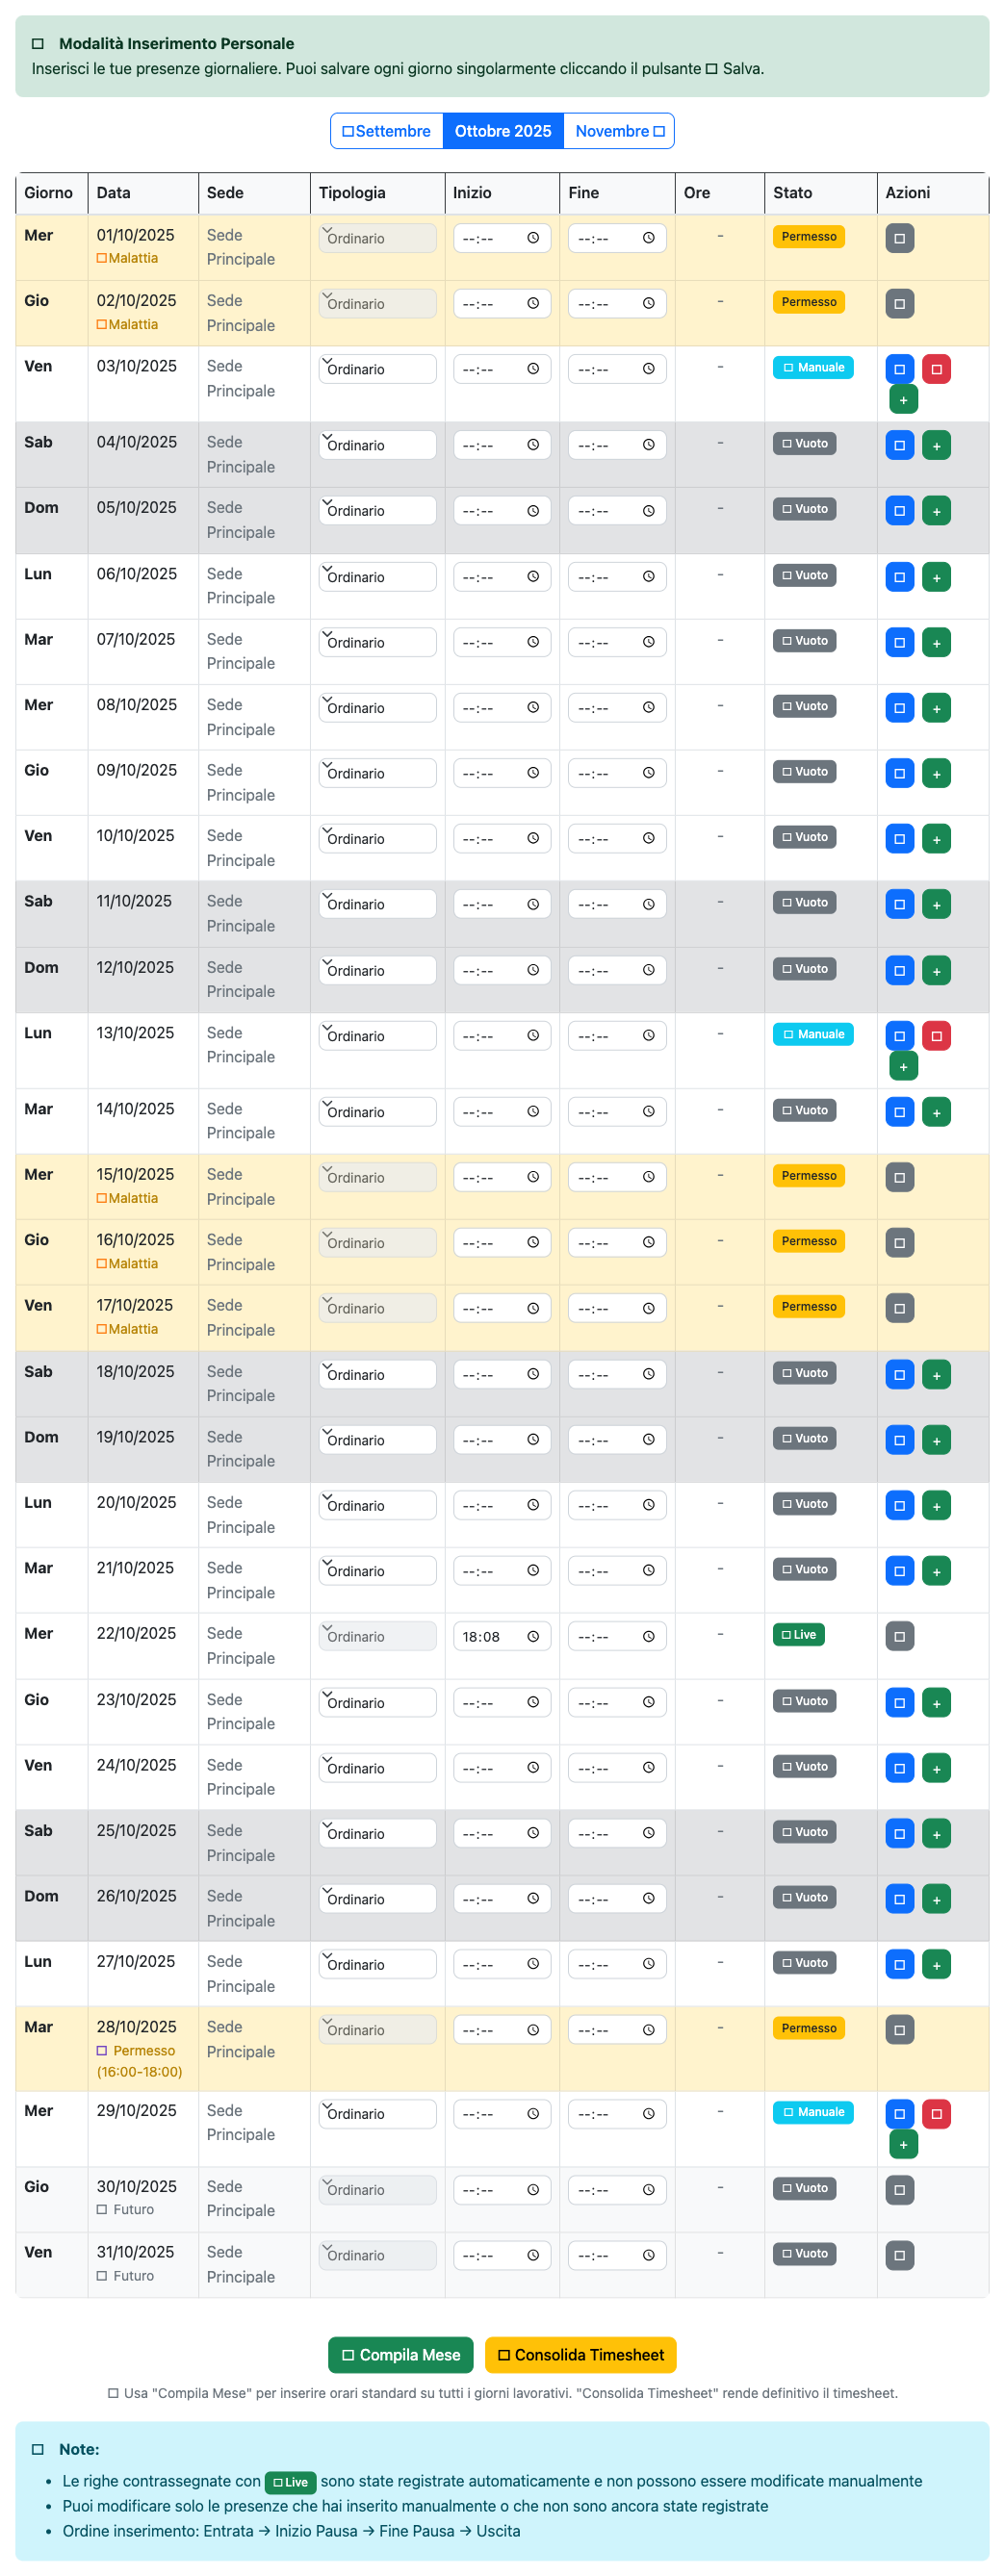 Modalità Inserimento Personale
Inserisci le tue presenze giornaliere. Puoi salvare ogni giorno singolarmente cliccando il pulsante Salva.
Settembre Ottobre 2025 Novembre
Giorno Data Sede Tipologia Inizio Fine Ore Stato Azioni
Mer 01/10/2025 Sede Ordinario --:-- --:-- - Permesso
Malattia Principale
Gio 02/10/2025 Sede Ordinario --:-- --:-- - Permesso
Malattia Principale
Ven 03/10/2025 Sede Ordinario --:-- --:-- - Manuale
Principale +
Sab 04/10/2025 Sede Ordinario --:-- --:-- - Vuoto +
Principale
Dom 05/10/2025 Sede Ordinario --:-- --:-- - Vuoto +
Principale
Lun 06/10/2025 Sede Ordinario --:-- --:-- - Vuoto +
Principale
Mar 07/10/2025 Sede Ordinario --:-- --:-- - Vuoto +
Principale
Mer 08/10/2025 Sede Ordinario --:-- --:-- - Vuoto +
Principale
Gio 09/10/2025 Sede Ordinario --:-- --:-- - Vuoto +
Principale
Ven 10/10/2025 Sede Ordinario --:-- --:-- - Vuoto +
Principale
Sab 11/10/2025 Sede Ordinario --:-- --:-- - Vuoto +
Principale
Dom 12/10/2025 Sede Ordinario --:-- --:-- - Vuoto +
Principale
Lun 13/10/2025 Sede Ordinario --:-- --:-- - Manuale
Principale +
Mar 14/10/2025 Sede Ordinario --:-- --:-- - Vuoto +
Principale
Mer 15/10/2025 Sede Ordinario --:-- --:-- - Permesso
Malattia Principale
Gio 16/10/2025 Sede Ordinario --:-- --:-- - Permesso
Malattia Principale
Ven 17/10/2025 Sede Ordinario --:-- --:-- - Permesso
Malattia Principale
Sab 18/10/2025 Sede Ordinario --:-- --:-- - Vuoto +
Principale
Dom 19/10/2025 Sede Ordinario --:-- --:-- - Vuoto +
Principale
Lun 20/10/2025 Sede Ordinario --:-- --:-- - Vuoto +
Principale
Mar 21/10/2025 Sede Ordinario --:-- --:-- - Vuoto +
Principale
Mer 22/10/2025 Sede Ordinario 18:08 --:-- - Live
Principale
Gio 23/10/2025 Sede Ordinario --:-- --:-- - Vuoto +
Principale
Ven 24/10/2025 Sede Ordinario --:-- --:-- - Vuoto +
Principale
Sab 25/10/2025 Sede Ordinario --:-- --:-- - Vuoto +
Principale
Dom 26/10/2025 Sede Ordinario --:-- --:-- - Vuoto +
Principale
Lun 27/10/2025 Sede Ordinario --:-- --:-- - Vuoto +
Principale
Mar 28/10/2025 Sede Ordinario --:-- --:-- - Permesso
Permesso Principale
(16:00-18:00)
Mer 29/10/2025 Sede Ordinario --:-- --:-- - Manuale
Principale +
Gio 30/10/2025 Sede Ordinario --:-- --:-- - Vuoto
Futuro Principale
Ven 31/10/2025 Sede Ordinario --:-- --:-- - Vuoto
Futuro Principale
Compila Mese Consolida Timesheet
Usa "Compila Mese" per inserire orari standard su tutti i giorni lavorativi. "Consolida Timesheet" rende definitivo il timesheet.
Note:
• Le righe contrassegnate con Live sono state registrate automaticamente e non possono essere modificate manualmente
• Puoi modificare solo le presenze che hai inserito manualmente o che non sono ancora state registrate
• Ordine inserimento: Entrata → Inizio Pausa → Fine Pausa → Uscita